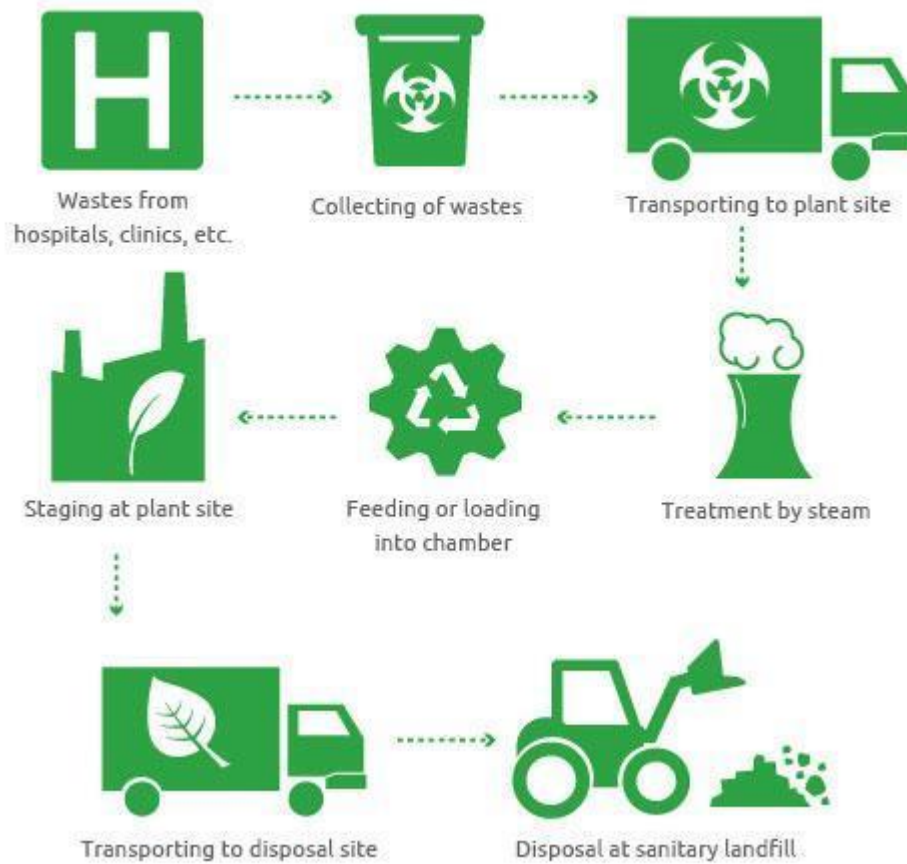 H
Wastes from
hospitals, clinics, etc.
Collecting of wastes
Transporting to plant site
Treatment by steam
Feeding or loading
into chamber
Staging at plant site
Transporting to disposal site
Disposal at sanitary landfill